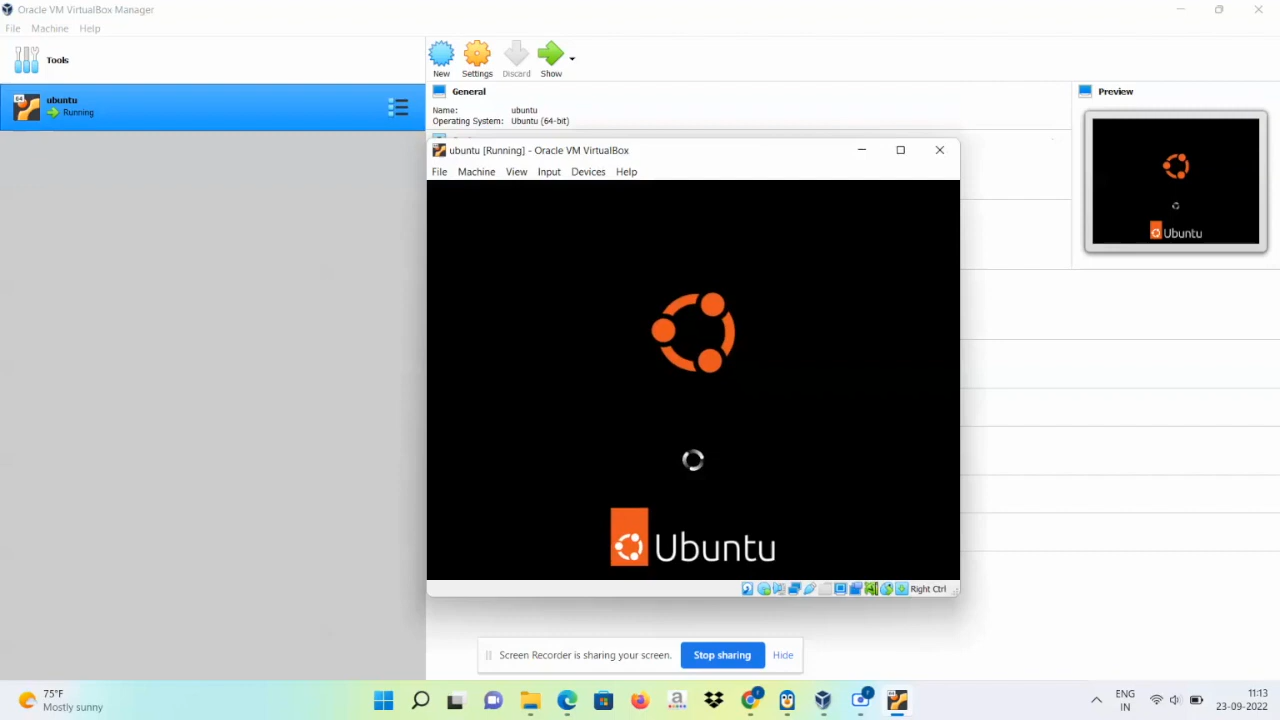 Oracle VM VirtualBox Manager
File Machine Help
Tools
New Settings Discard Show
64 ubuntu
Running
General
Name: ubuntu
Operating System: Ubuntu (64-bit)
Preview
Ubuntu
ubuntu [Running] - Oracle VM VirtualBox
File Machine View Input Devices Help
Ubuntu
Right Ctrl
Screen Recorder is sharing your screen. Stop sharing Hide
75°F
Mostly sunny
ENG
IN
11:13
23-09-2022